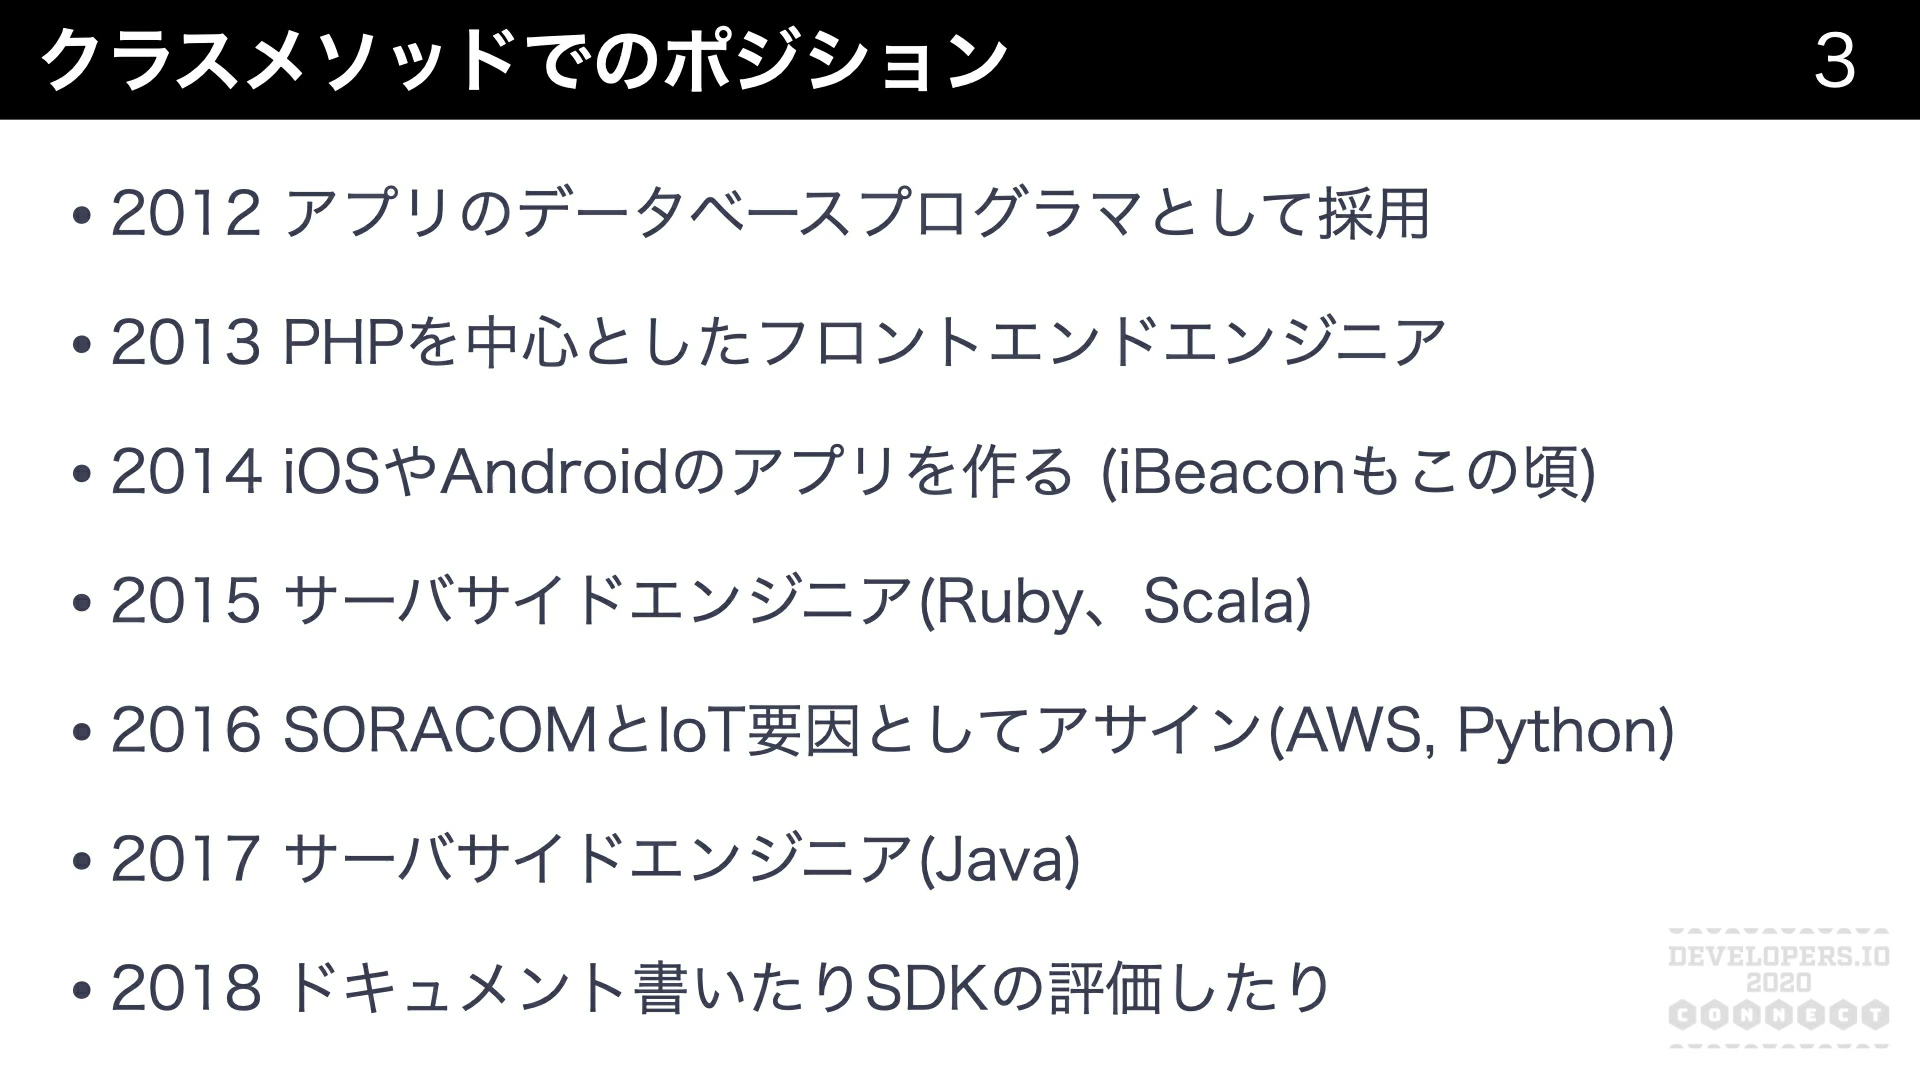 クラスメソッドでのポジション 3
• 2012 アプリのデータベースプログラマとして採用
• 2013 PHPを中心としたフロントエンドエンジニア
• 2014 iOSやAndroidのアプリを作る (iBeaconもこの頃)
• 2015 サーバサイドエンジニア(Ruby、Scala)
• 2016 SORACOMとIoT要因としてアサイン(AWS, Python)
• 2017 サーバサイドエンジニア(Java)
• 2018 ドキュメント書いたりSDKの評価したり
DEVELOPERS.IO
2020
CONNECT